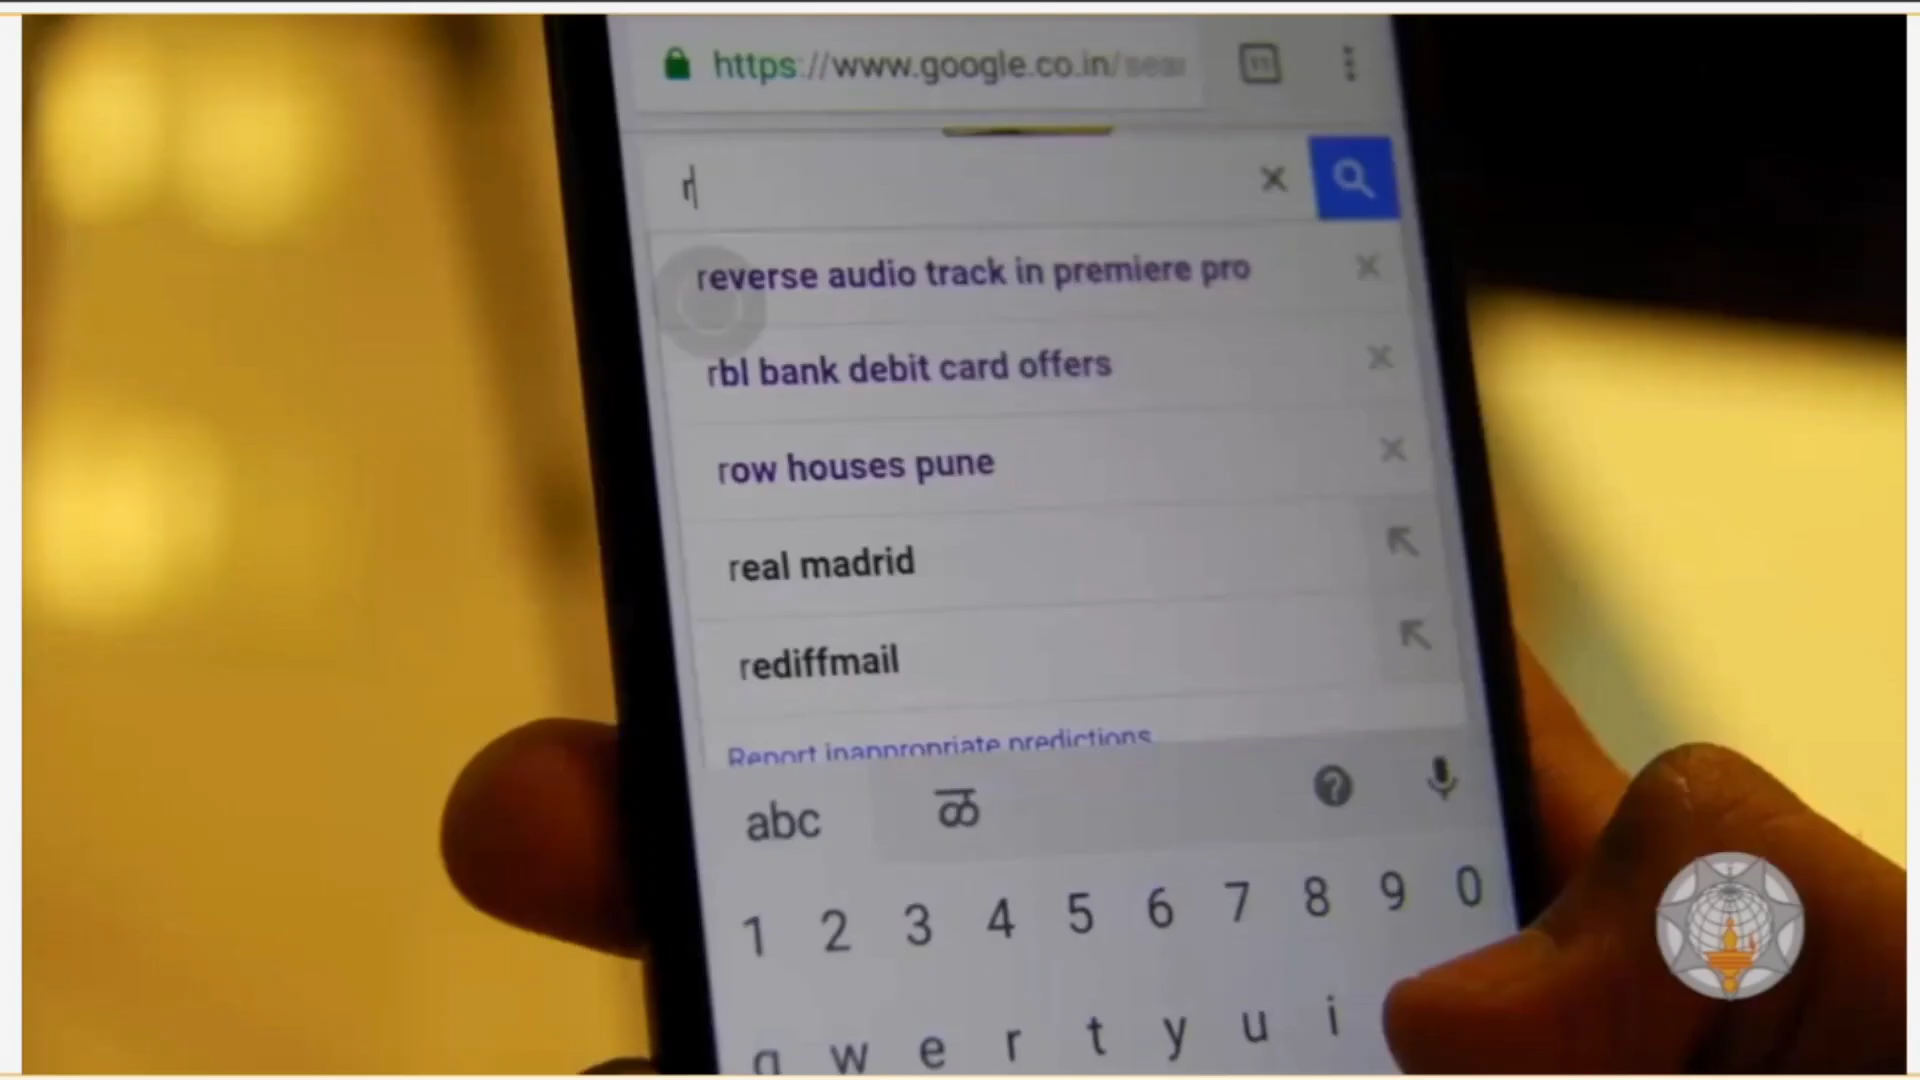 https://www.google.co.in/sear
r
reverse audio track in premiere pro
rbl bank debit card offers
row houses pune
real madrid
rediffmail
Report inappropriate predictions
abc ळ
1 2 3 4 5 6 7 8 9 0
q w e r t y u i